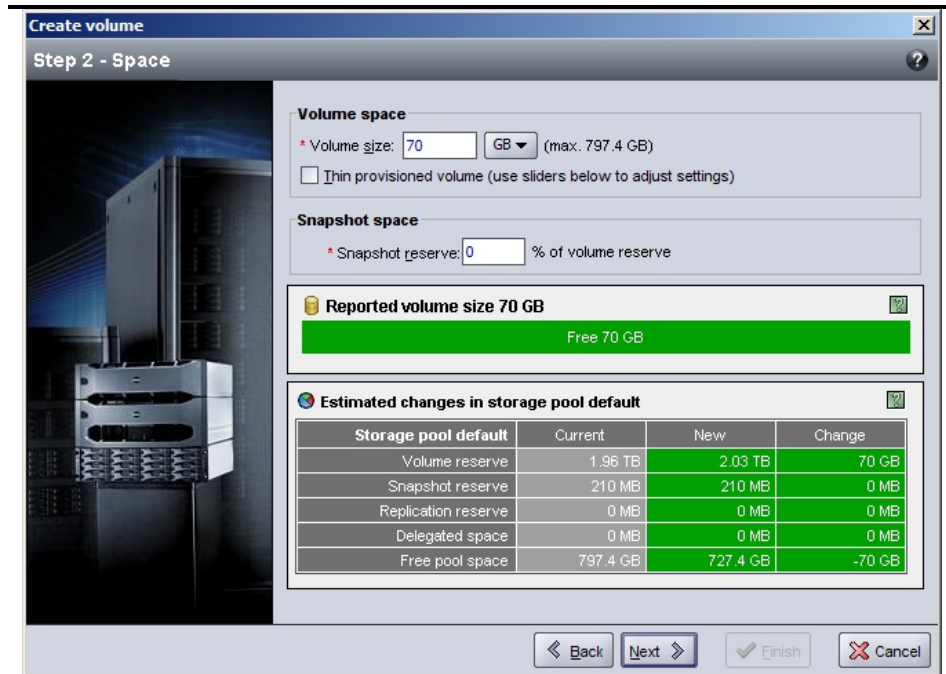 Create volume
Step 2 - Space
Volume space
* Volume size: 70 GB (max. 797.4 GB)
Thin provisioned volume (use sliders below to adjust settings)
Snapshot space
* Snapshot reserve: 0 % of volume reserve
Reported volume size 70 GB
Free 70 GB
Estimated changes in storage pool default
Storage pool default Current New Change
Volume reserve 1.96 TB 2.03 TB 70 GB
Snapshot reserve 210 MB 210 MB 0 MB
Replication reserve 0 MB 0 MB 0 MB
Delegated space 0 MB 0 MB 0 MB
Free pool space 797.4 GB 727.4 GB -70 GB
Back Next Finish Cancel